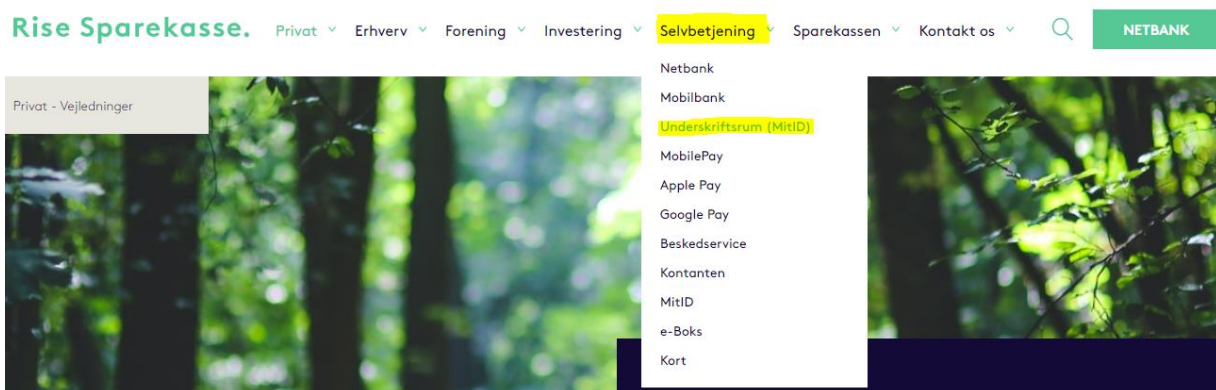 Rise Sparekasse. Privat Erhverv Forening Investering Selvbetjening Sparekassen Kontakt os NETBANK
Privat - Vejledninger
Netbank
Mobilbank
Underskriftsrum (MitID)
MobilePay
Apple Pay
Google Pay
Beskedservice
Kontanten
MitID
e-Boks
Kort